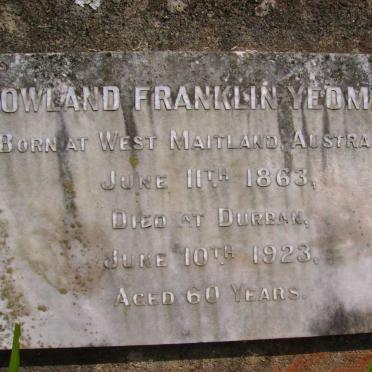 OWLAND FRANKLIN YEOM
BORN AT WEST MAITLAND, AUSTRA
JUNE 11TH 1863,
DIED AT DURBAN,
JUNE 10TH 1923,
AGED 60 YEARS.